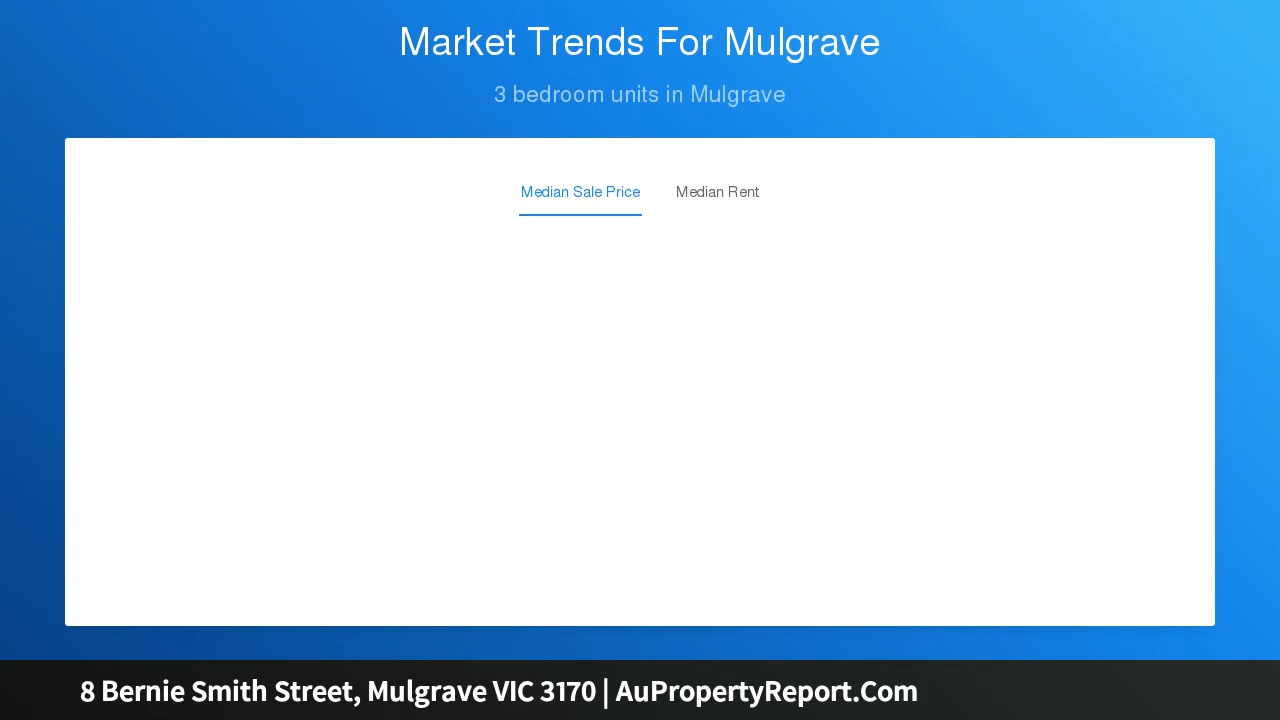 Market Trends For Mulgrave
3 bedroom units in Mulgrave
Median Sale Price
Median Rent
8 Bernie Smith Street, Mulgrave VIC 3170 | AuPropertyReport.Com